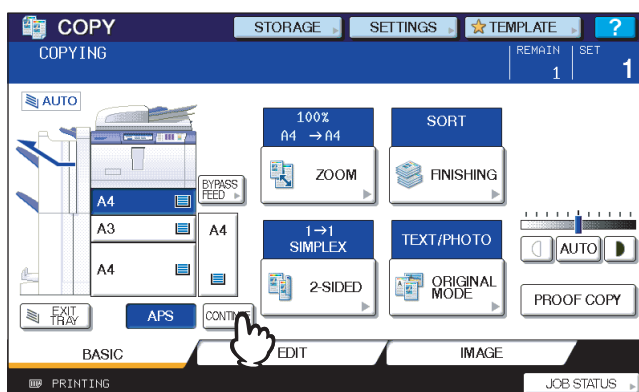 COPY
STORAGE
SETTINGS
TEMPLATE
?
COPYING
REMAIN
1
SET
1
AUTO
A4
A3
A4
A4
BYPASS
FEED
EXIT
TRAY
APS
100%
A4 →A4
ZOOM
SORT
FINISHING
1→1
SIMPLEX
2-SIDED
TEXT/PHOTO
ORIGINAL
MODE
AUTO
PROOF COPY
BASIC
EDIT
IMAGE
PRINTING
JOB STATUS